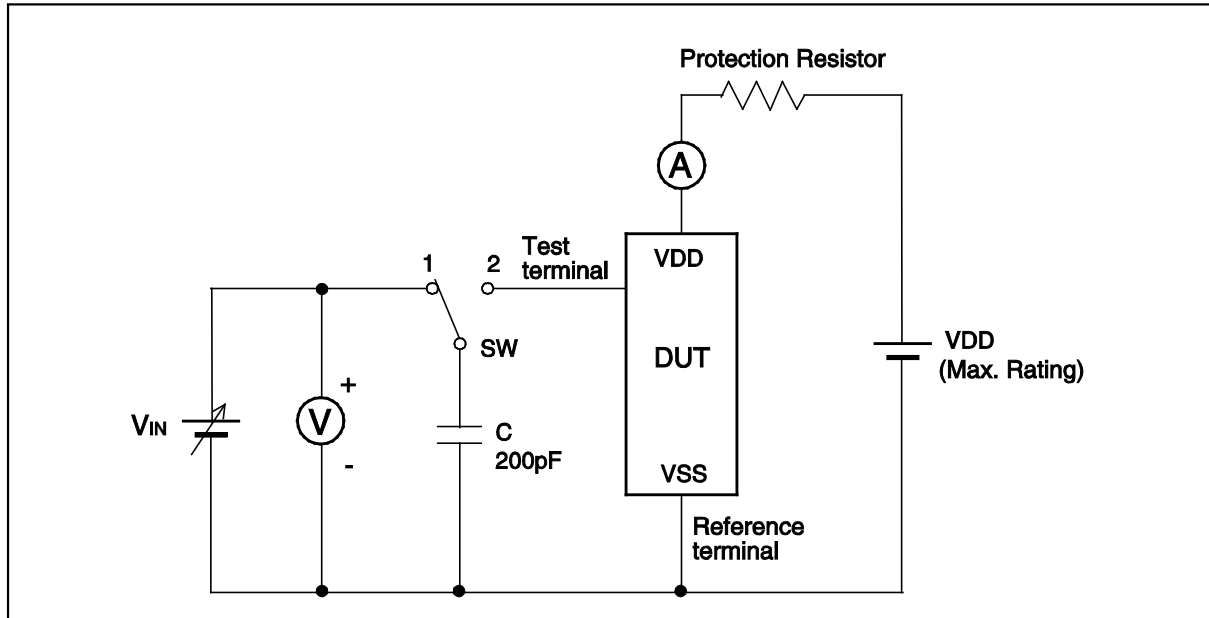 Protection Resistor
A
VDD
Test
terminal
1
2
SW
DUT
VDD
(Max. Rating)
+
V
-
VIN
C
200pF
VSS
Reference
terminal